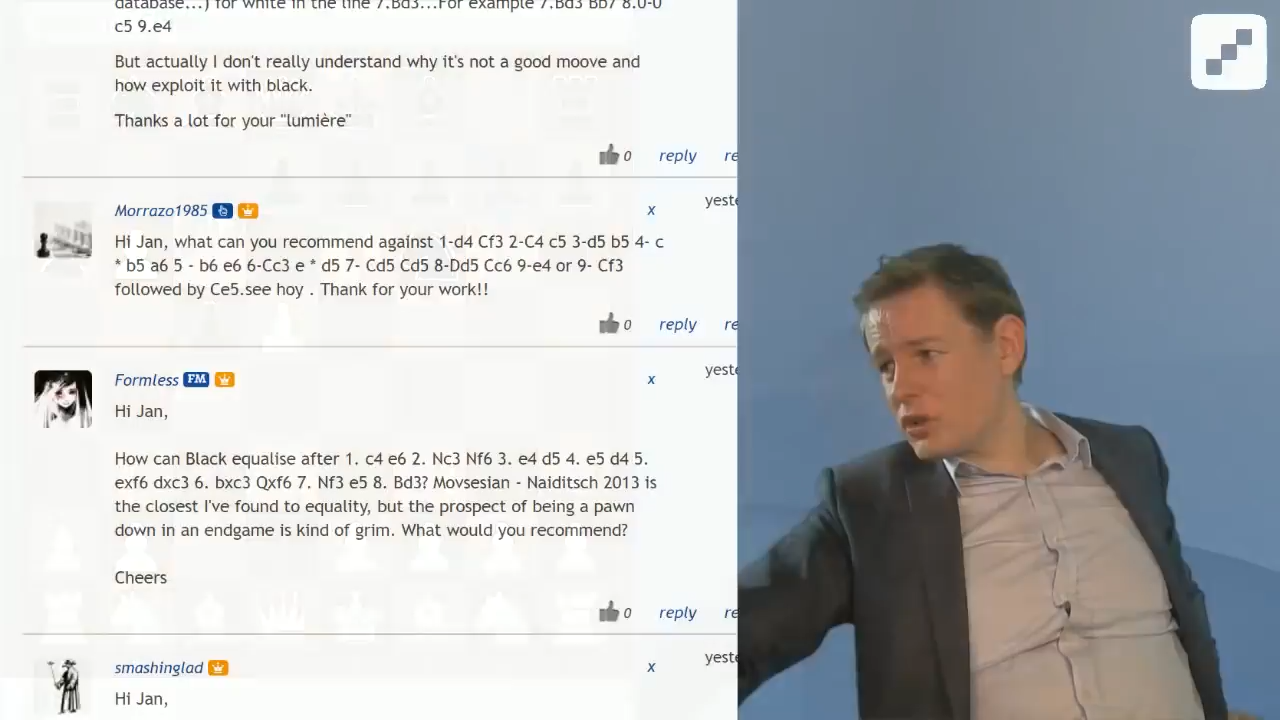 database...) for white in the line 7.Bd3...For example 7.Bd3 Bb7 8.0-0
c5 9.e4
But actually I don't really understand why it's not a good moove and
how exploit it with black.
Thanks a lot for your "lumière"
0 reply re
Morrazo1985 x yeste
Hi Jan, what can you recommend against 1-d4 Cf3 2-C4 c5 3-d5 b5 4- c
* b5 a6 5 - b6 e6 6-Cc3 e * d5 7- Cd5 Cd5 8-Dd5 Cc6 9-e4 or 9- Cf3
followed by Ce5.see hoy . Thank for your work!!
0 reply re
Formless FM x yeste
Hi Jan,
How can Black equalise after 1. c4 e6 2. Nc3 Nf6 3. e4 d5 4. e5 d4 5.
exf6 dxc3 6. bxc3 Qxf6 7. Nf3 e5 8. Bd3? Movsesian - Naiditsch 2013 is
the closest I've found to equality, but the prospect of being a pawn
down in an endgame is kind of grim. What would you recommend?
Cheers
0 reply re
smashinglad x yeste
Hi Jan,